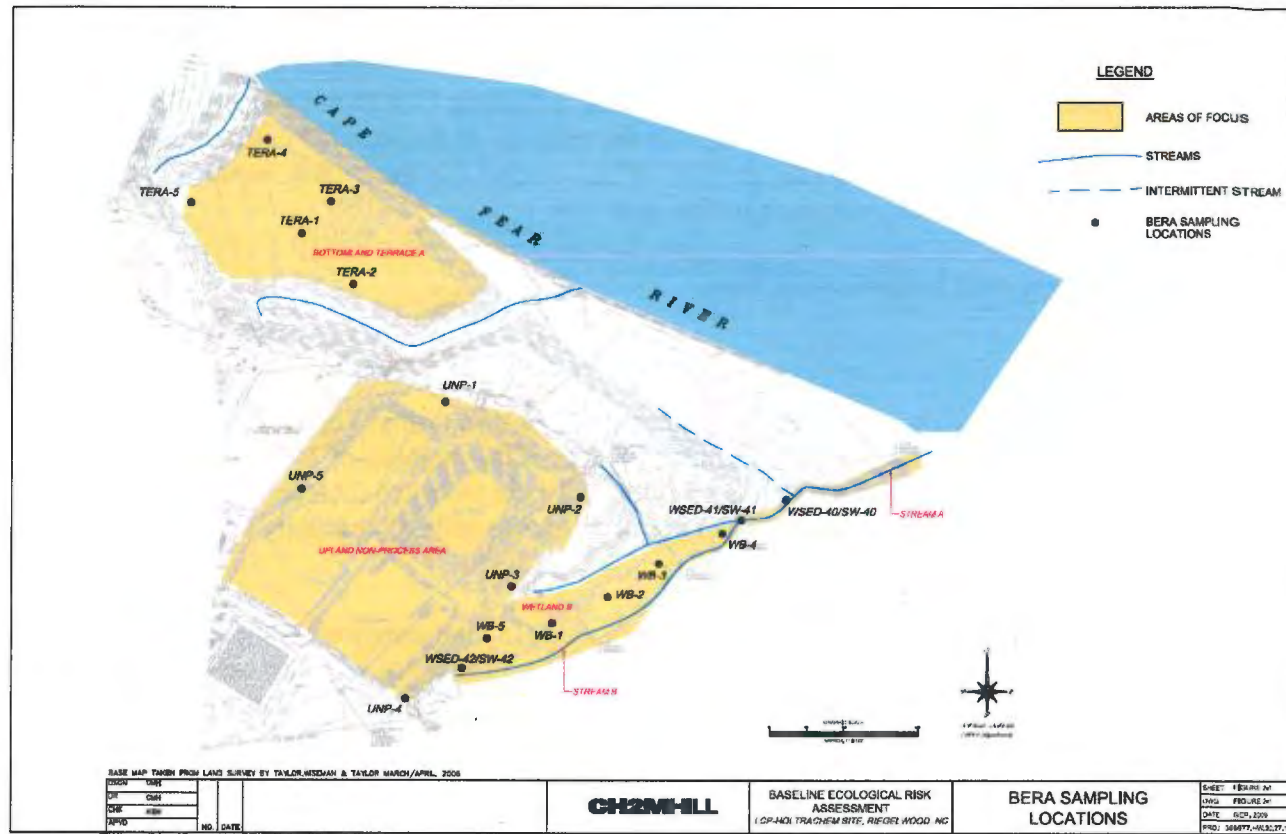 LEGEND
AREAS OF FOCUS
STREAMS
INTERMITTENT STREAM
BERA SAMPLING
LOCATIONS
CAPE
FEAR
RIVER
TERA-4
TERA-5
TERA-3
TERA-1
BOTTOMLAND TERRACE A
TERA-2
UNP-1
UNP-5
UNP-2
WSED-41/SW-41
WSED-40/SW-40
STREAM A
WB-4
UPLAND NON-PROCESS AREA
WB-3
UNP-3
WB-2
WETLAND B
WB-1
WB-5
WSED-42/SW-42
STREAM B
UNP-4
BASE MAP TAKEN FROM LAND SURVEY BY TAYLOR, WISEMAN & TAYLOR MARCH/APRIL, 2006
DR
CHK
APVD
NO. DATE
CH2MHILL
BASELINE ECOLOGICAL RISK
ASSESSMENT
LCP-HOLTRACHEM SITE, RIEGELWOOD, NC
BERA SAMPLING
LOCATIONS
SHEET
DWG
DATE
PROJ